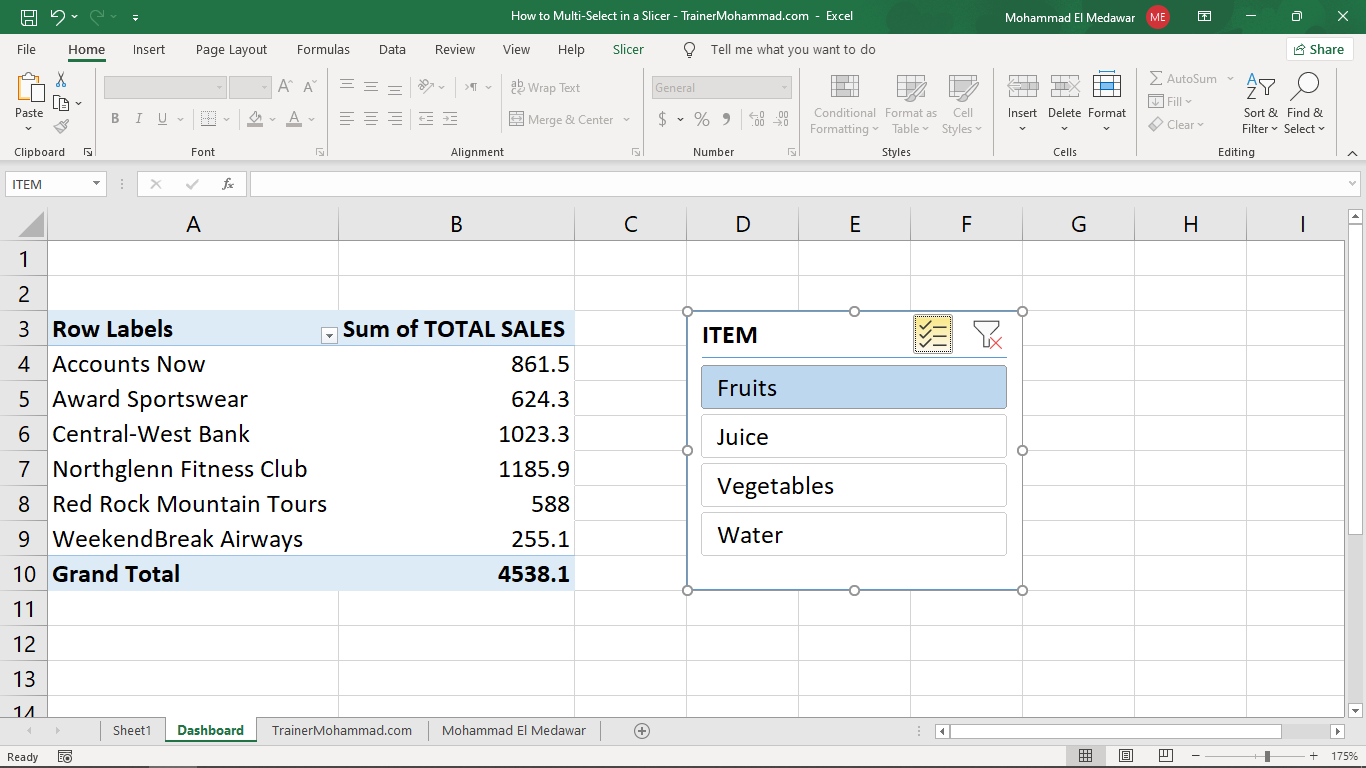 How to Multi-Select in a Slicer - TrainerMohammad.com - Excel
Mohammad El Medawar ME
File Home Insert Page Layout Formulas Data Review View Help Slicer Tell me what you want to do Share
Paste
Clipboard
B I U A
A A
Font
Wrap Text
Merge & Center
Alignment
General
$ % 9
Number
Conditional Formatting
Format as Table
Cell Styles
Styles
Insert Delete Format
Cells
AutoSum
Fill
Clear
Sort & Filter
Find & Select
Editing
ITEM
fx
A B C D E F G H I
1
2
3 Row Labels Sum of TOTAL SALES
4 Accounts Now 861.5
5 Award Sportswear 624.3
6 Central-West Bank 1023.3
7 Northglenn Fitness Club 1185.9
8 Red Rock Mountain Tours 588
9 WeekendBreak Airways 255.1
10 Grand Total 4538.1
11
12
13
14
ITEM
Fruits
Juice
Vegetables
Water
Sheet1 Dashboard TrainerMohammad.com Mohammad El Medawar
Ready
175%